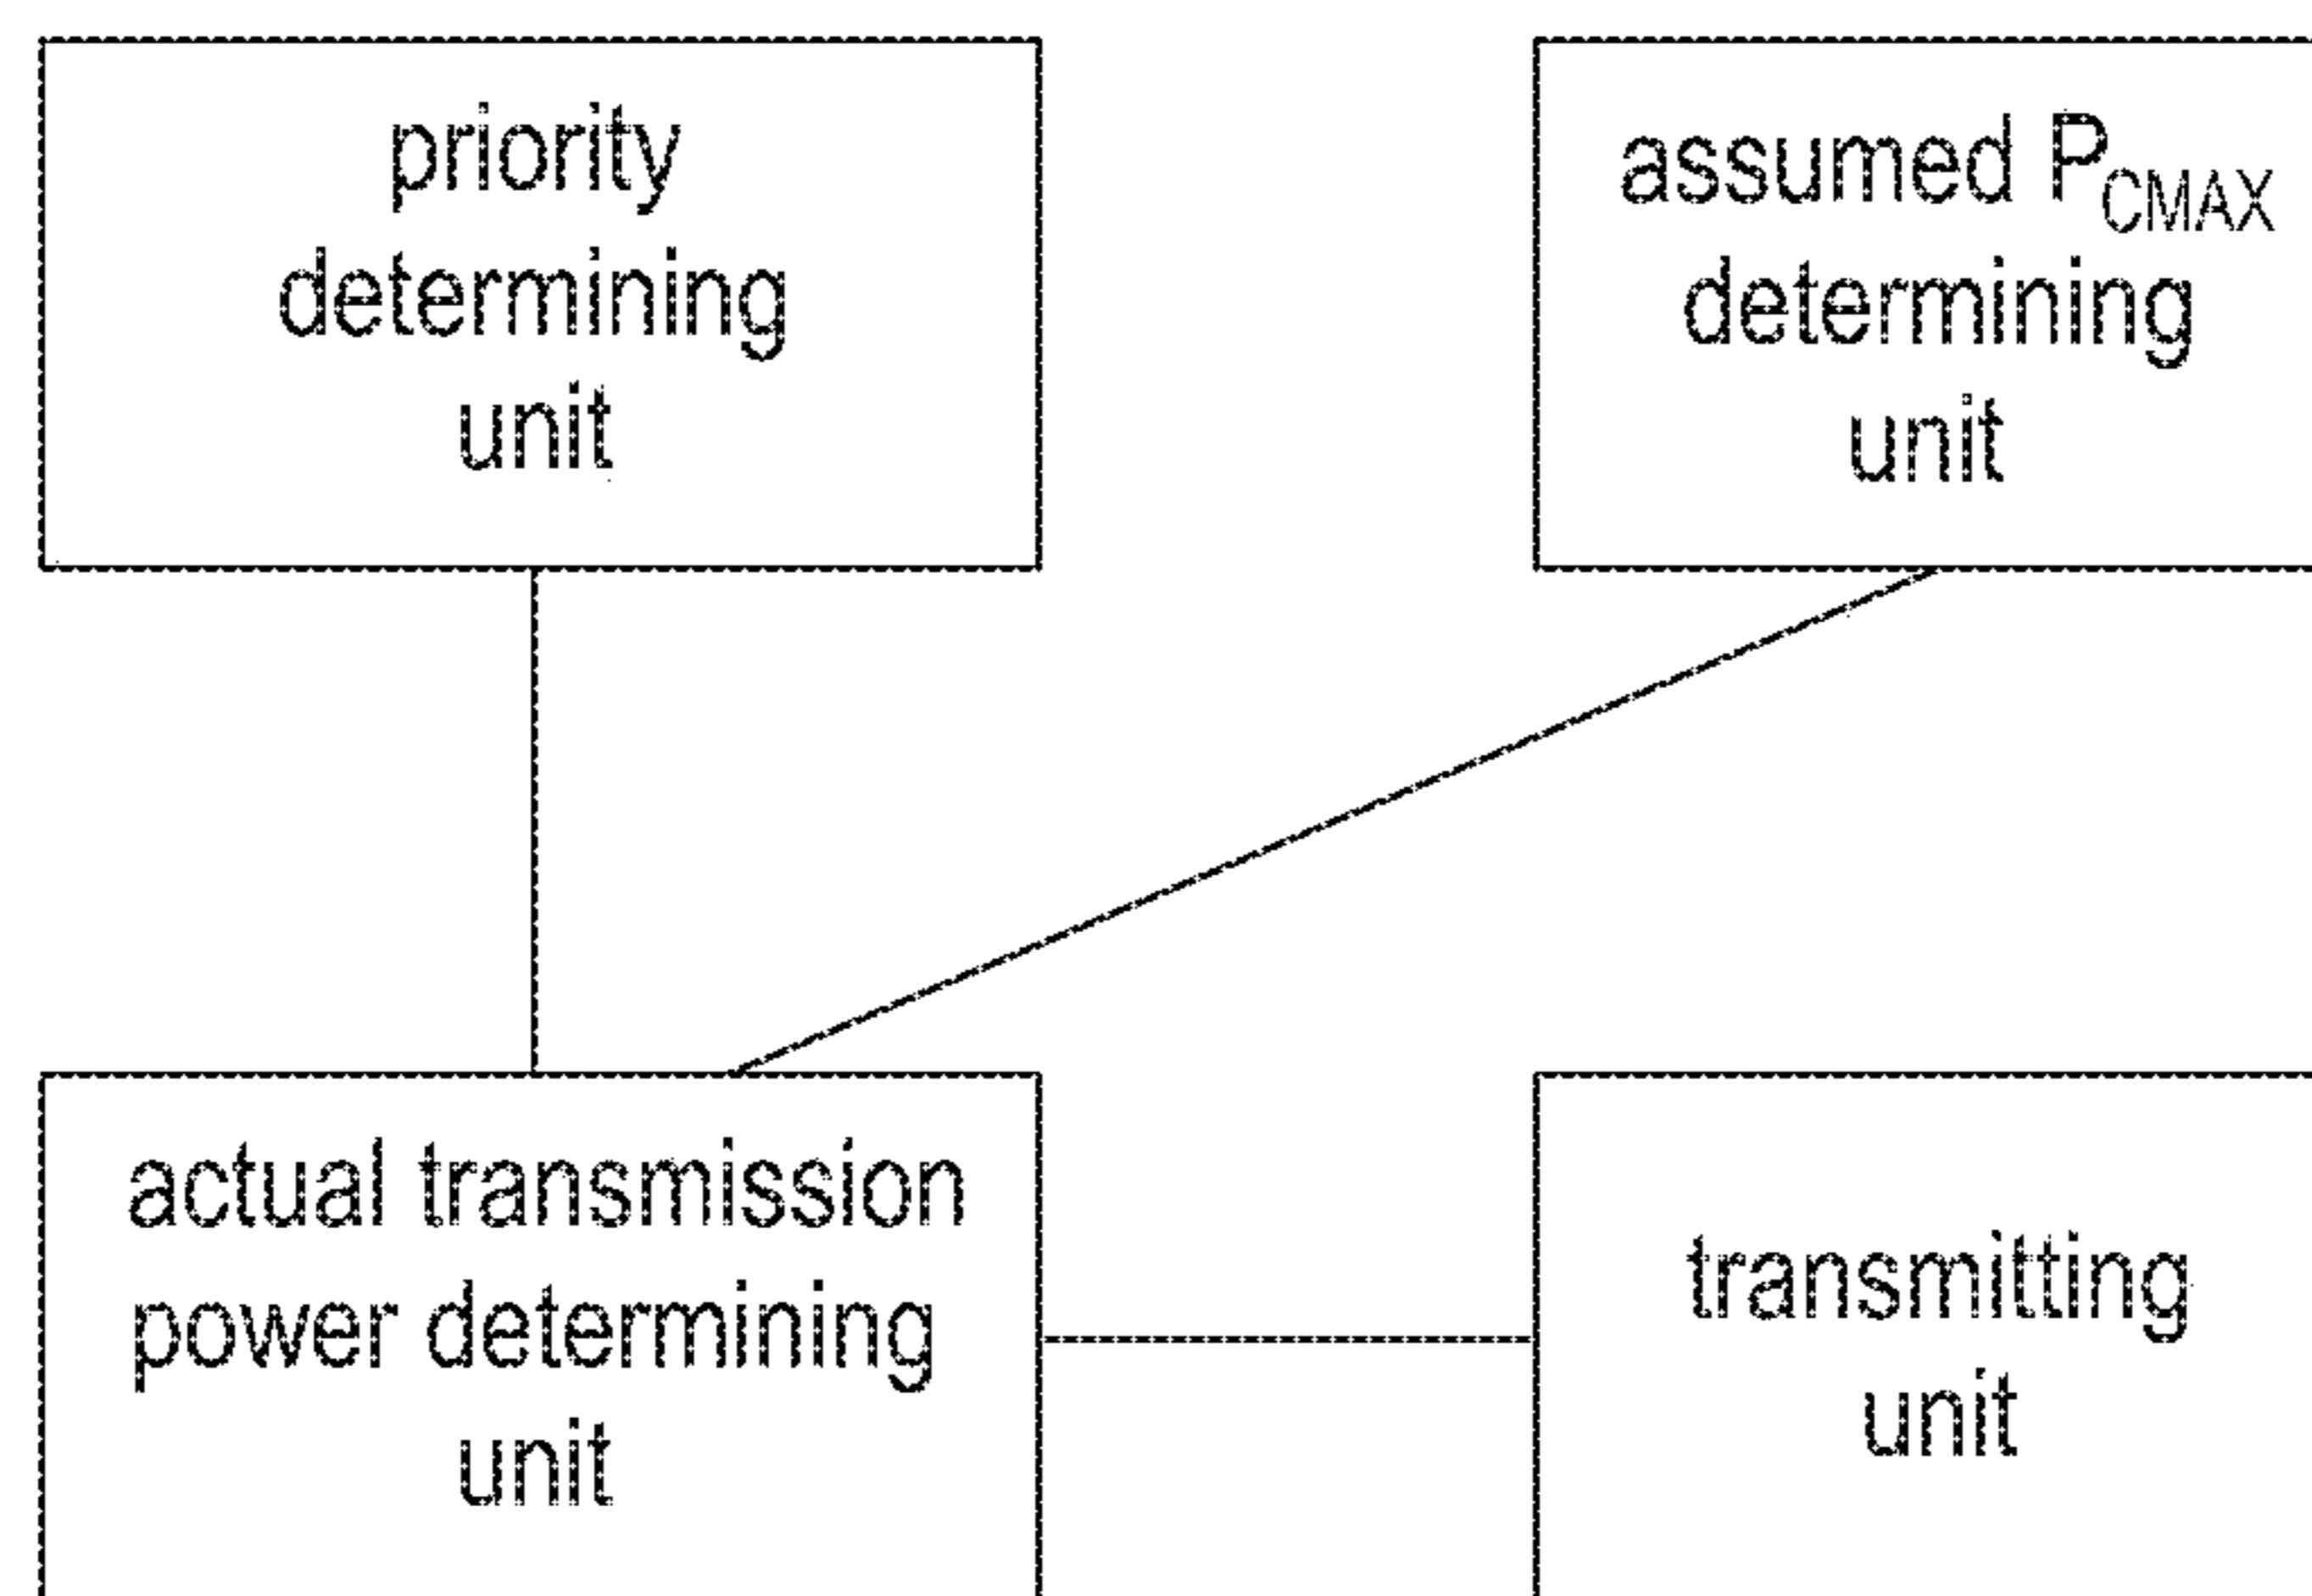 priority
determining
unit
assumed P_CMAX
determining
unit
actual transmission
power determining
unit
transmitting
unit